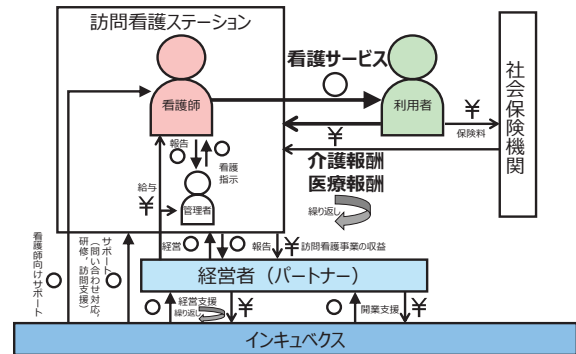 訪問看護ステーション
看護師
看護サービス
利用者
社会保険機関
¥
保険料
¥
介護報酬
医療報酬
繰り返し
報告
看護
指示
管理者
給与
¥
看護師向けサポート
サポート
(問い合わせ対応,
研修, 訪問支援)
経営
報告
¥
訪問看護事業の収益
経営者（パートナー）
経営支援
繰り返し
¥
開業支援
¥
インキュベクス